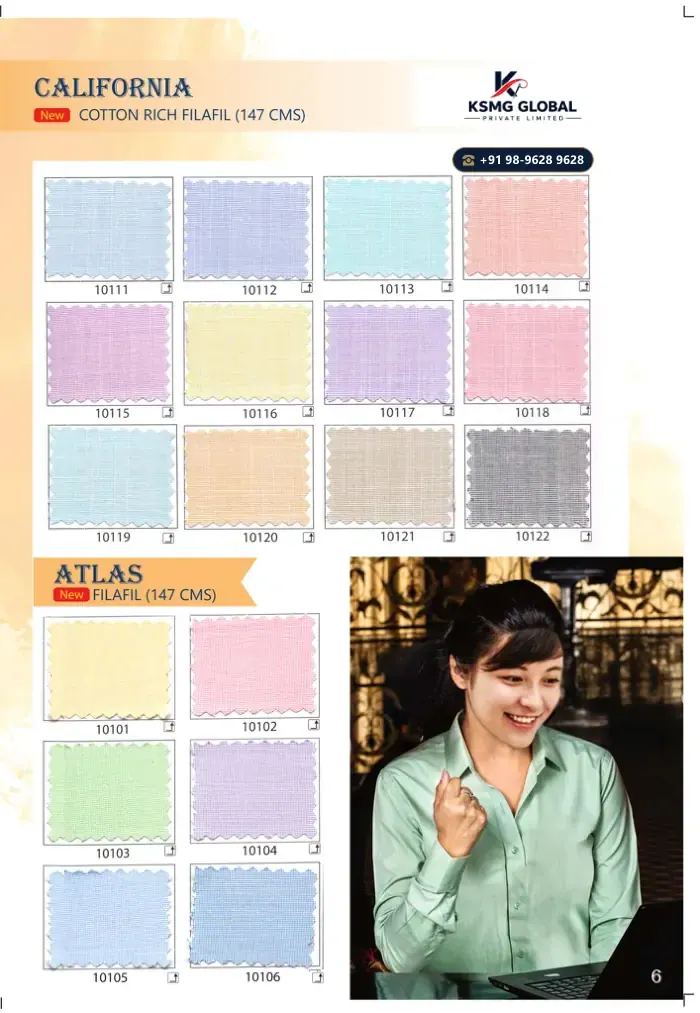 CALIFORNIA
New COTTON RICH FILAFIL (147 CMS)
KSMG GLOBAL
PRIVATE LIMITED
+91 98-9628 9628
10111
10112
10113
10114
10115
10116
10117
10118
10119
10120
10121
10122
ATLAS
New FILAFIL (147 CMS)
10101
10102
10103
10104
10105
10106
6